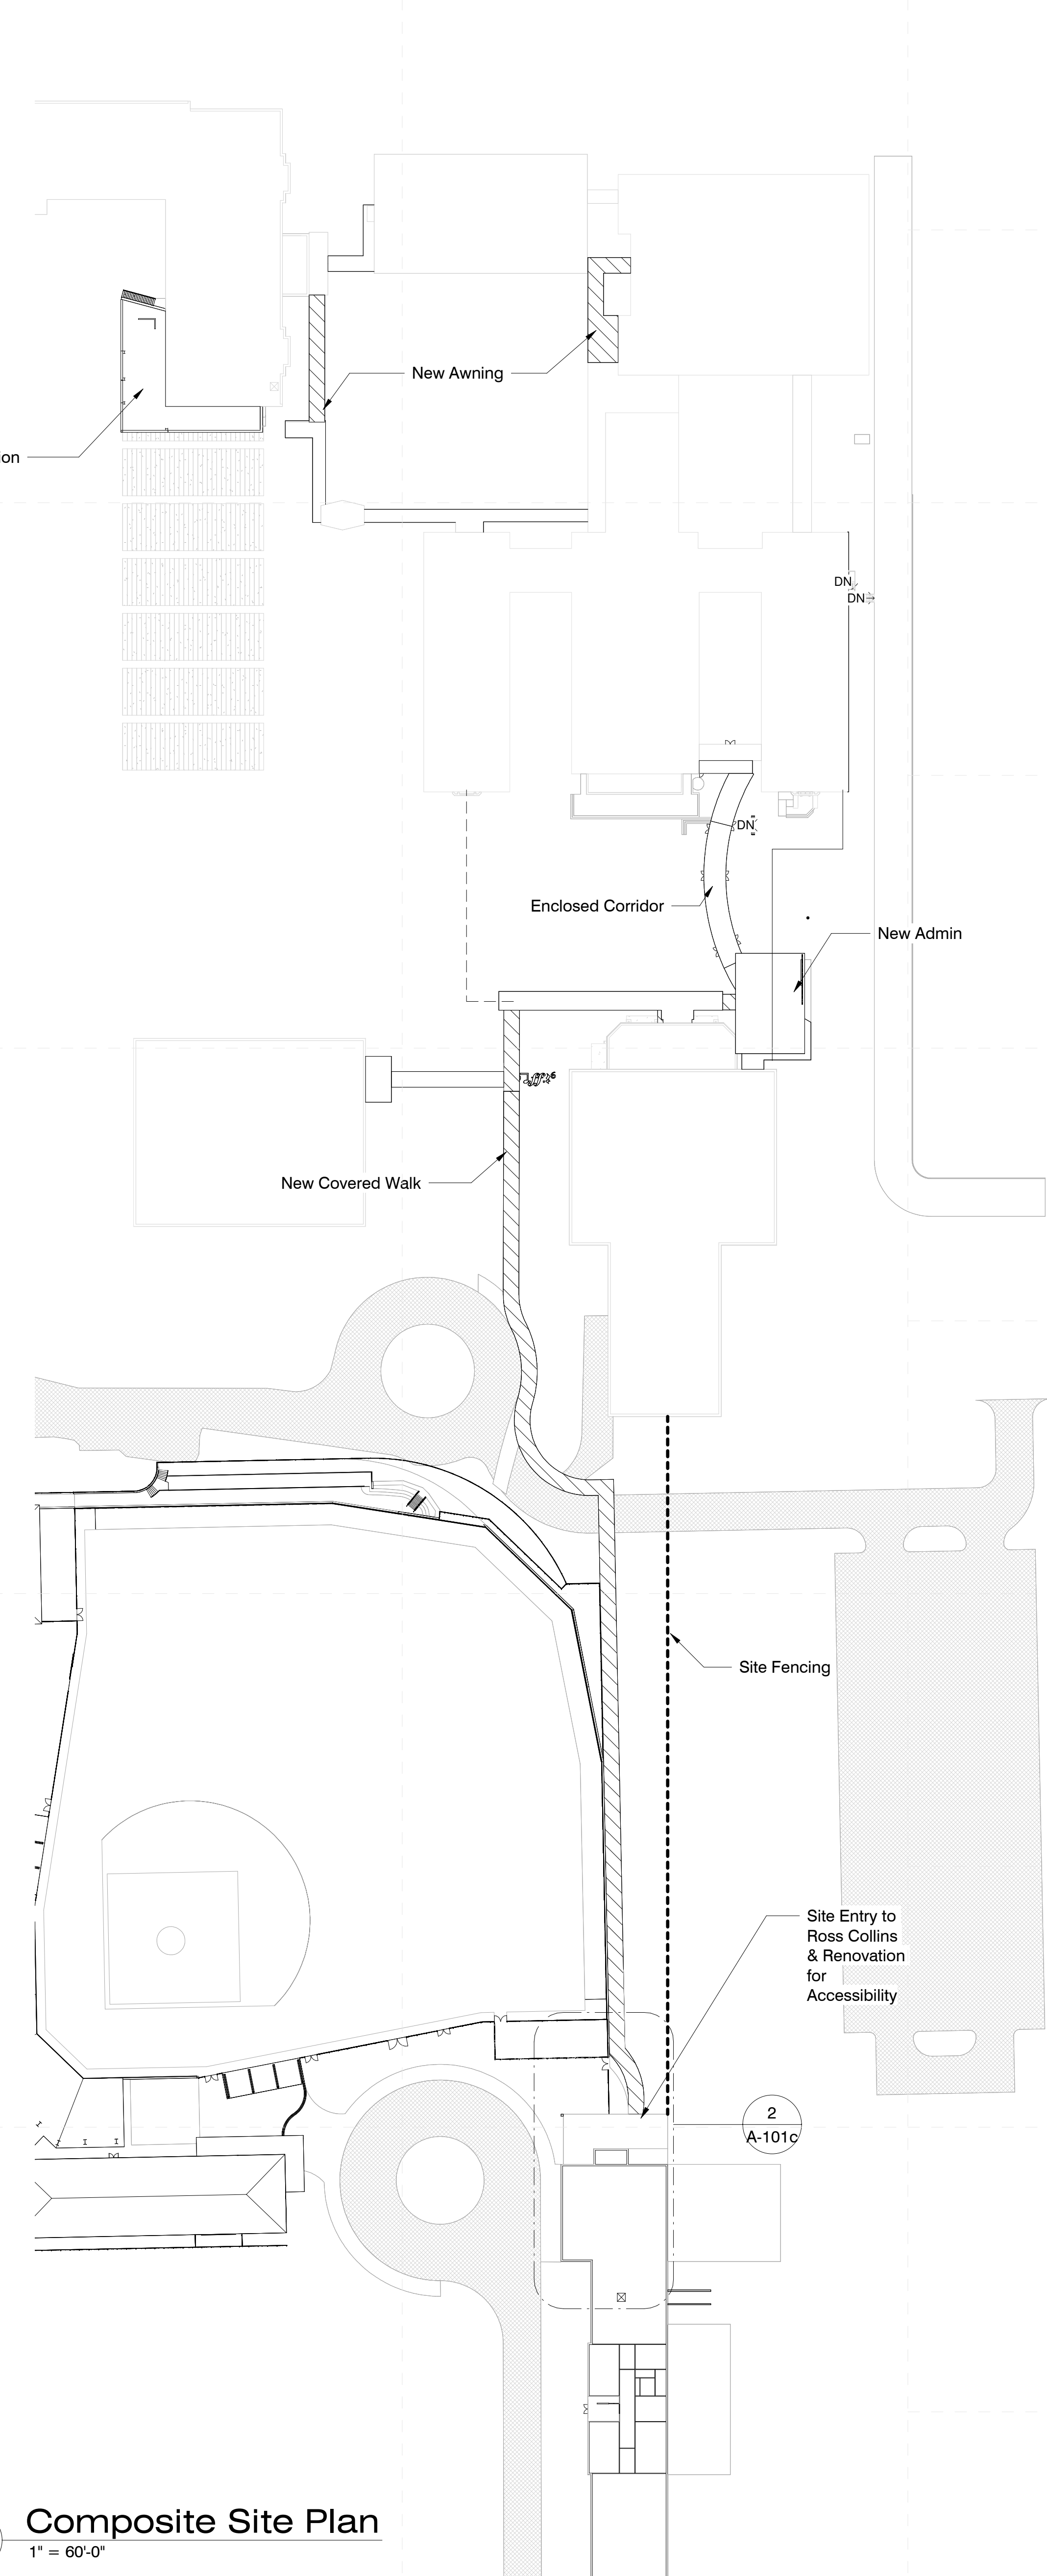 New Awning
ion
DN
DN
DN
Enclosed Corridor
New Admin
New Covered Walk
Site Fencing
Site Entry to
Ross Collins
& Renovation
for
Accessibility
2
A-101c
Composite Site Plan
1" = 60'-0"